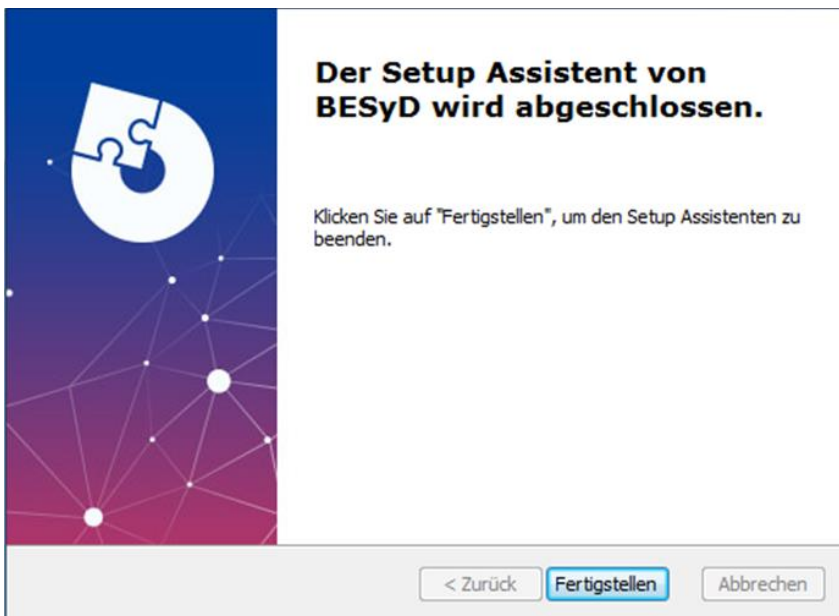 Der Setup Assistent von
BESyD wird abgeschlossen.
Klicken Sie auf "Fertigstellen", um den Setup Assistenten zu
beenden.
< Zurück Fertigstellen Abbrechen